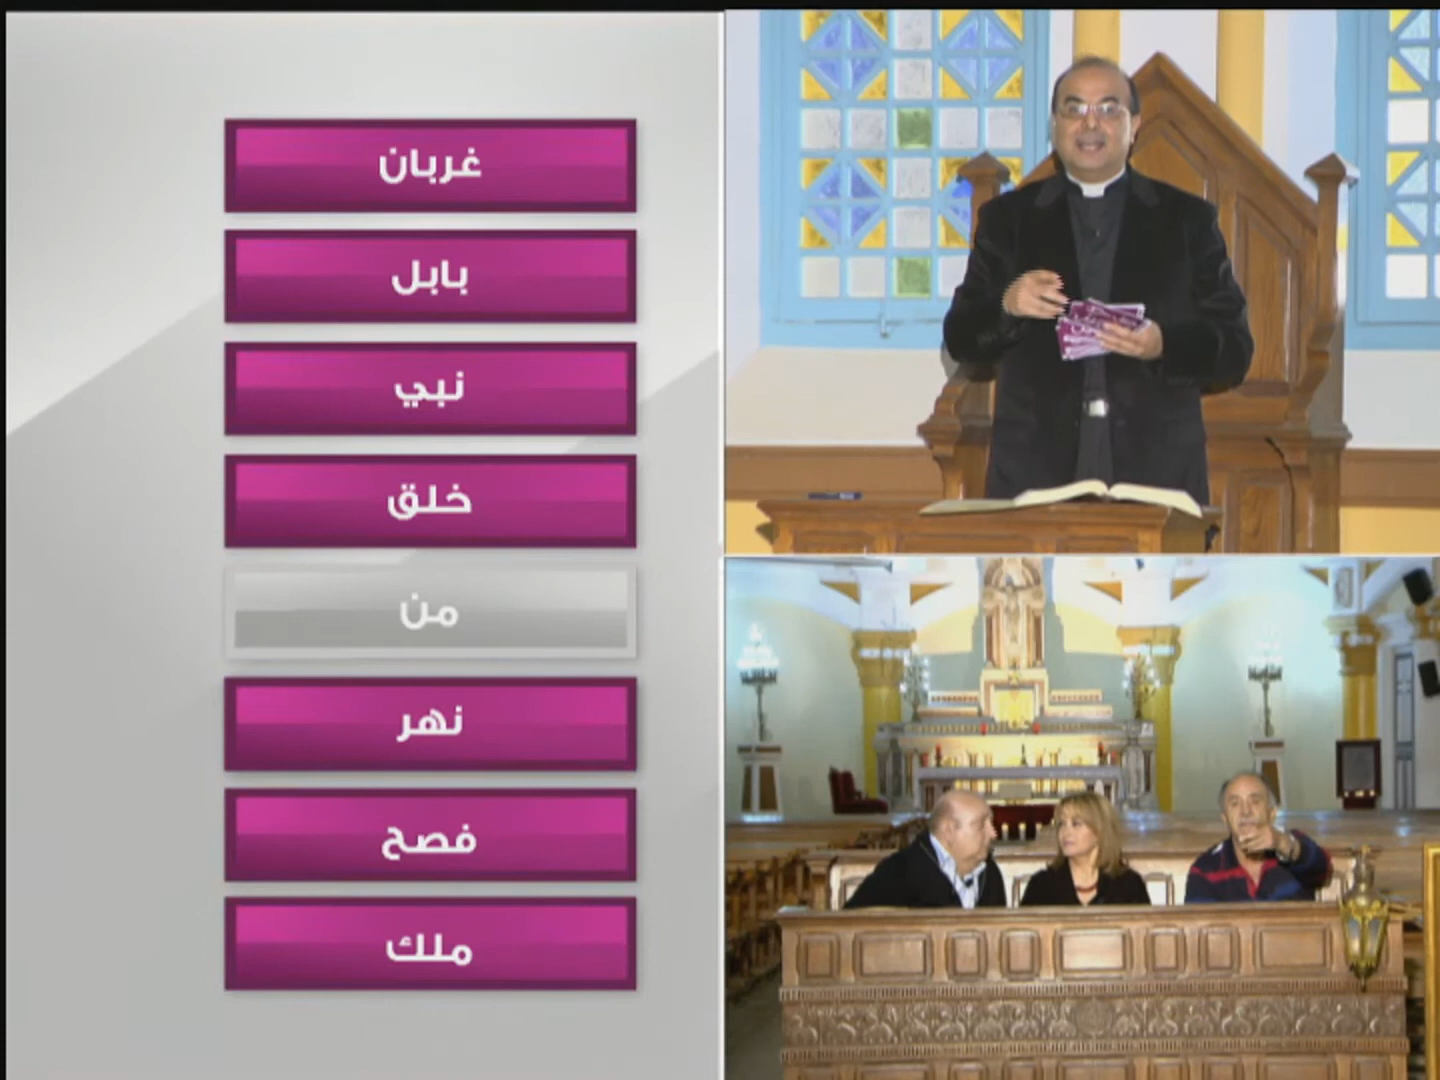 غربان
بابل
نبي
خلق
من
نهر
فصح
ملك